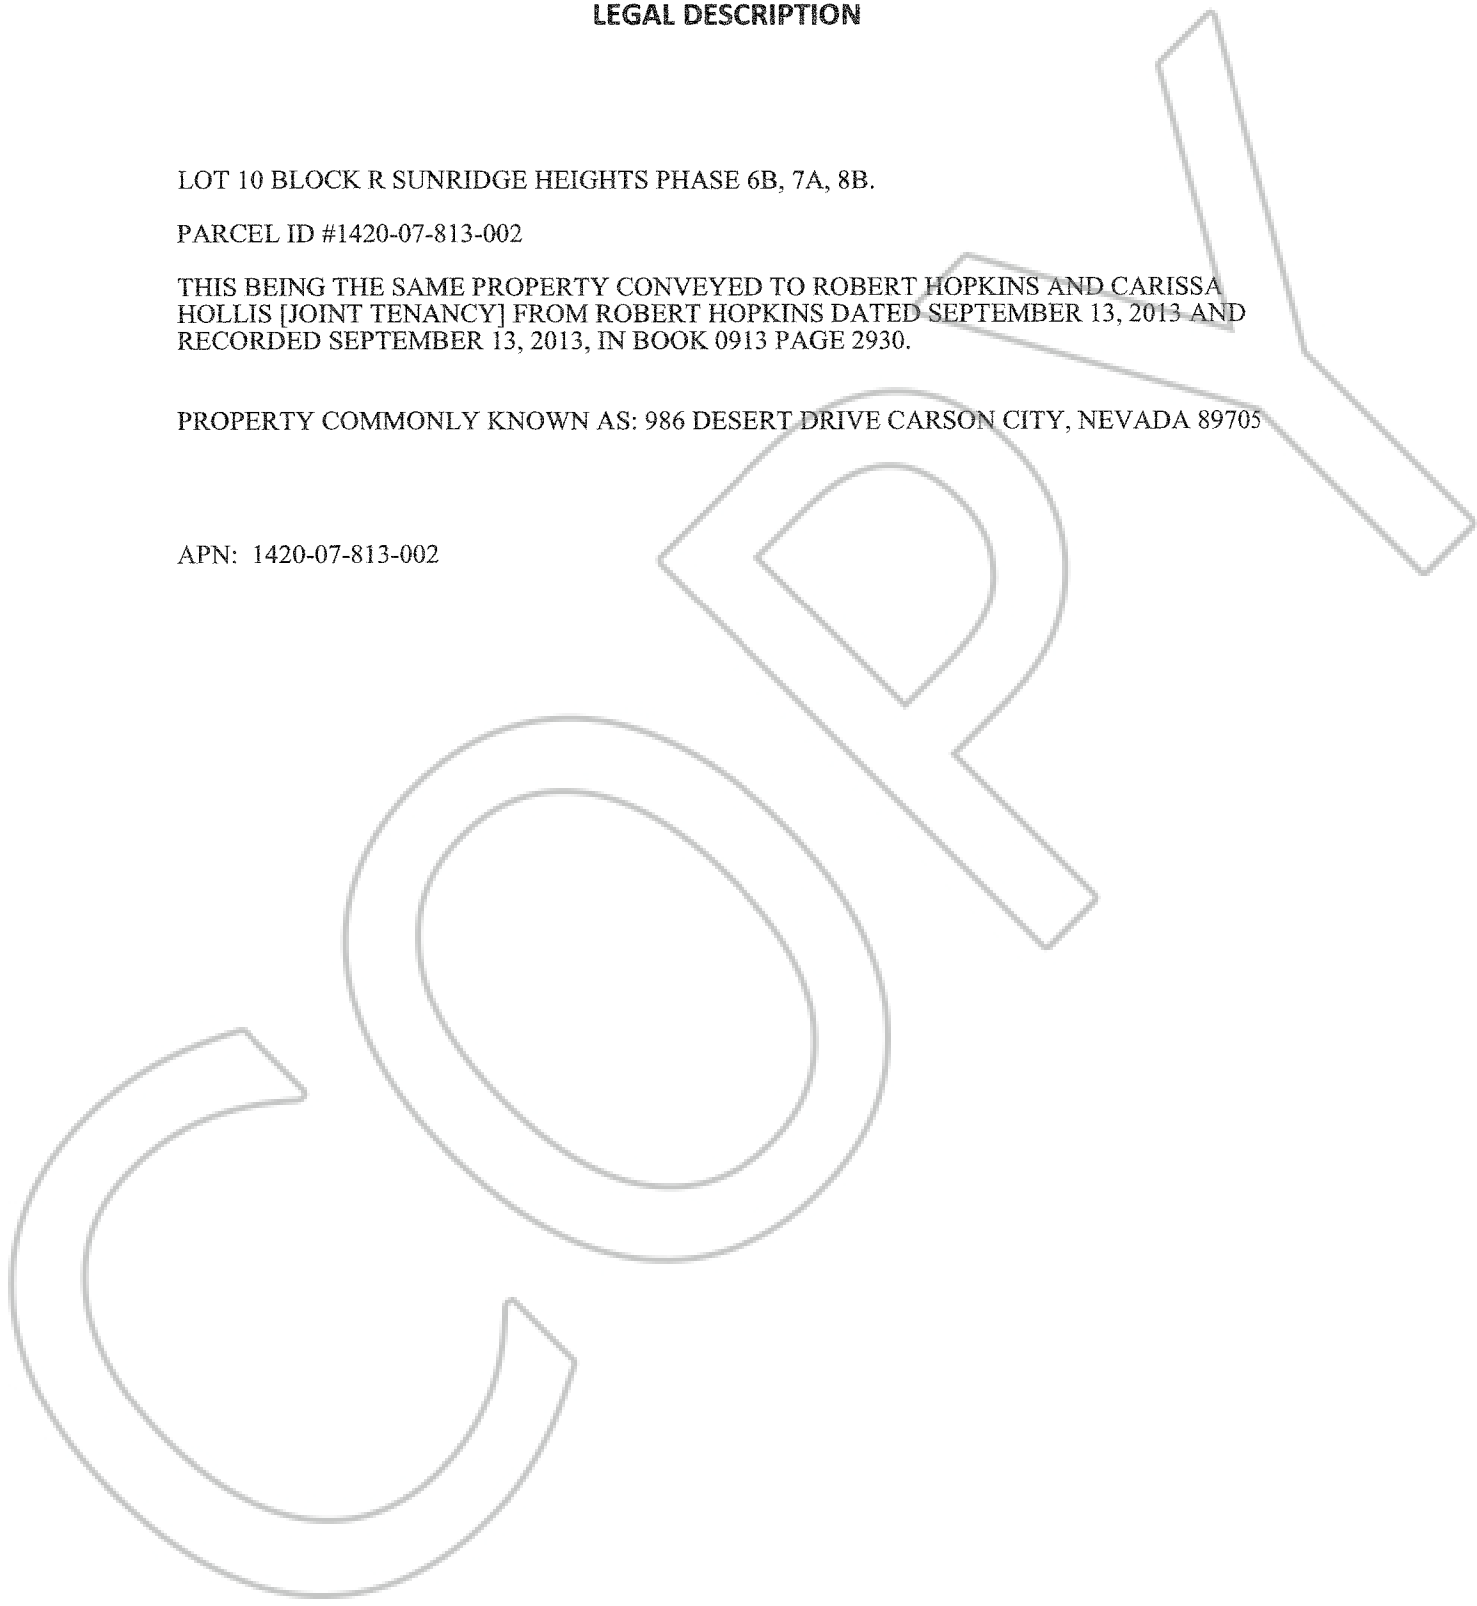 LEGAL DESCRIPTION
LOT 10 BLOCK R SUNRIDGE HEIGHTS PHASE 6B, 7A, 8B.
PARCEL ID #1420-07-813-002
THIS BEING THE SAME PROPERTY CONVEYED TO ROBERT HOPKINS AND CARISSA
HOLLIS [JOINT TENANCY] FROM ROBERT HOPKINS DATED SEPTEMBER 13, 2013 AND
RECORDED SEPTEMBER 13, 2013, IN BOOK 0913 PAGE 2930.
PROPERTY COMMONLY KNOWN AS: 986 DESERT DRIVE CARSON CITY, NEVADA 89705
APN: 1420-07-813-002
COPY